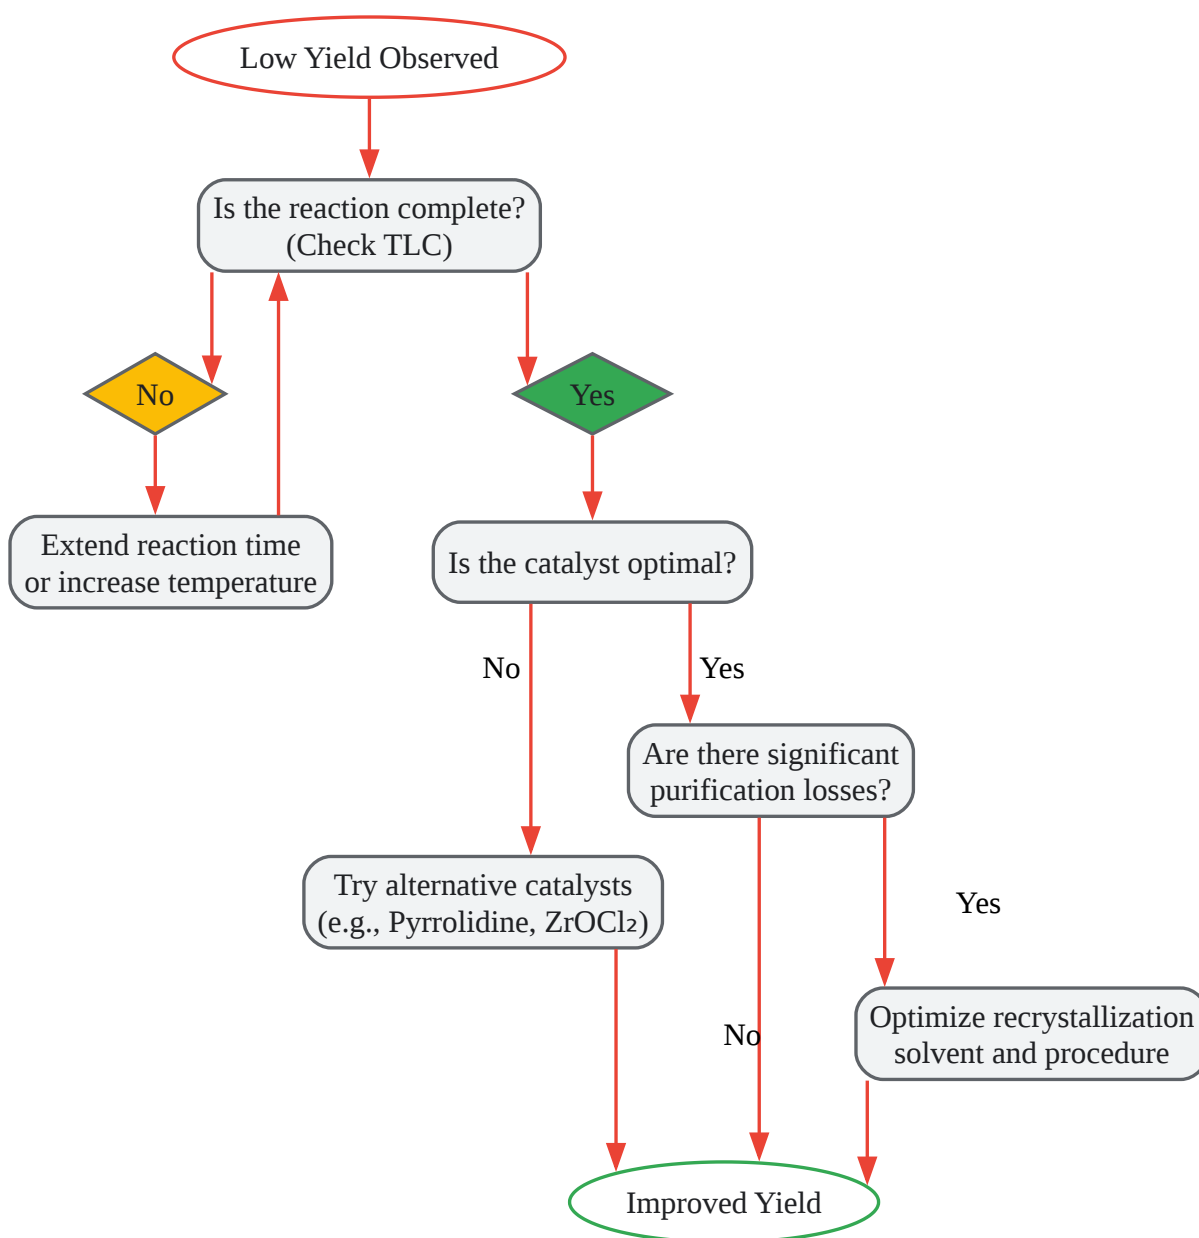 Low Yield Observed
Is the reaction complete?
(Check TLC)
No
Yes
Extend reaction time
or increase temperature
Is the catalyst optimal?
No
Yes
Are there significant
purification losses?
Try alternative catalysts
(e.g., Pyrrolidine, ZrOCl₂)
Yes
No
Optimize recrystallization
solvent and procedure
Improved Yield